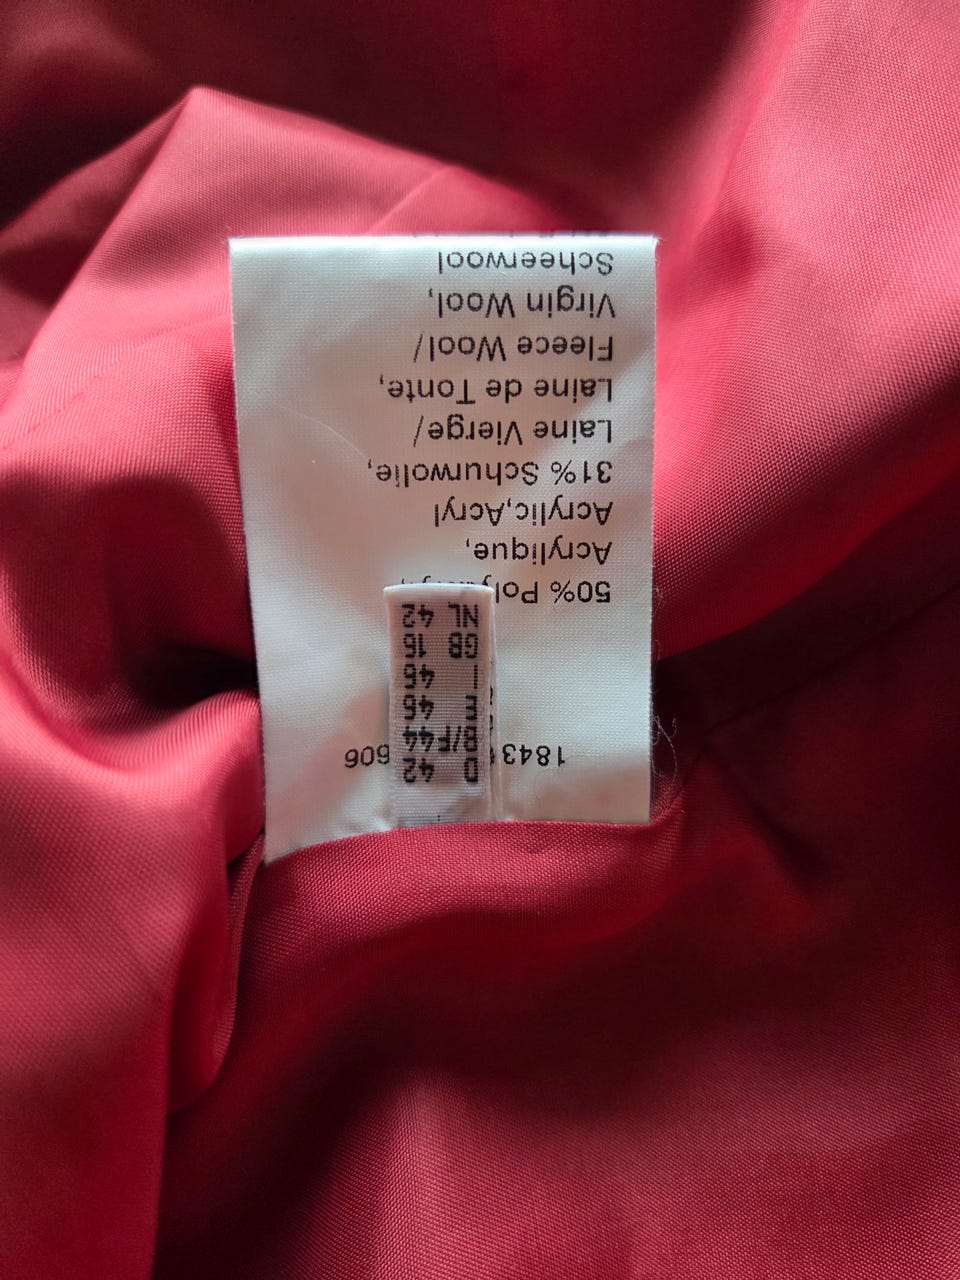 1843 606
D 42
B/F44
E 46
I 46
GB 16
NL 42
50%
Acrylique,
Acrylic,Acryl
31% Schurwolle,
Laine Vierge/
Laine de Tonte,
Fleece Wool/
Virgin Wool,
Scheerwool